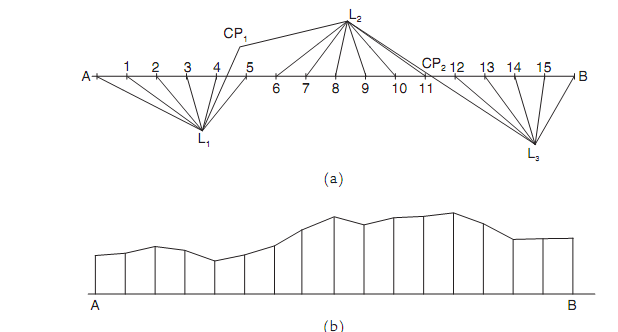 L₂
CP₁
A 1 2 3 4 5 6 7 8 9 10 11 CP₂ 12 13 14 15 B
L₁
L₃
(a)
A B
(b)